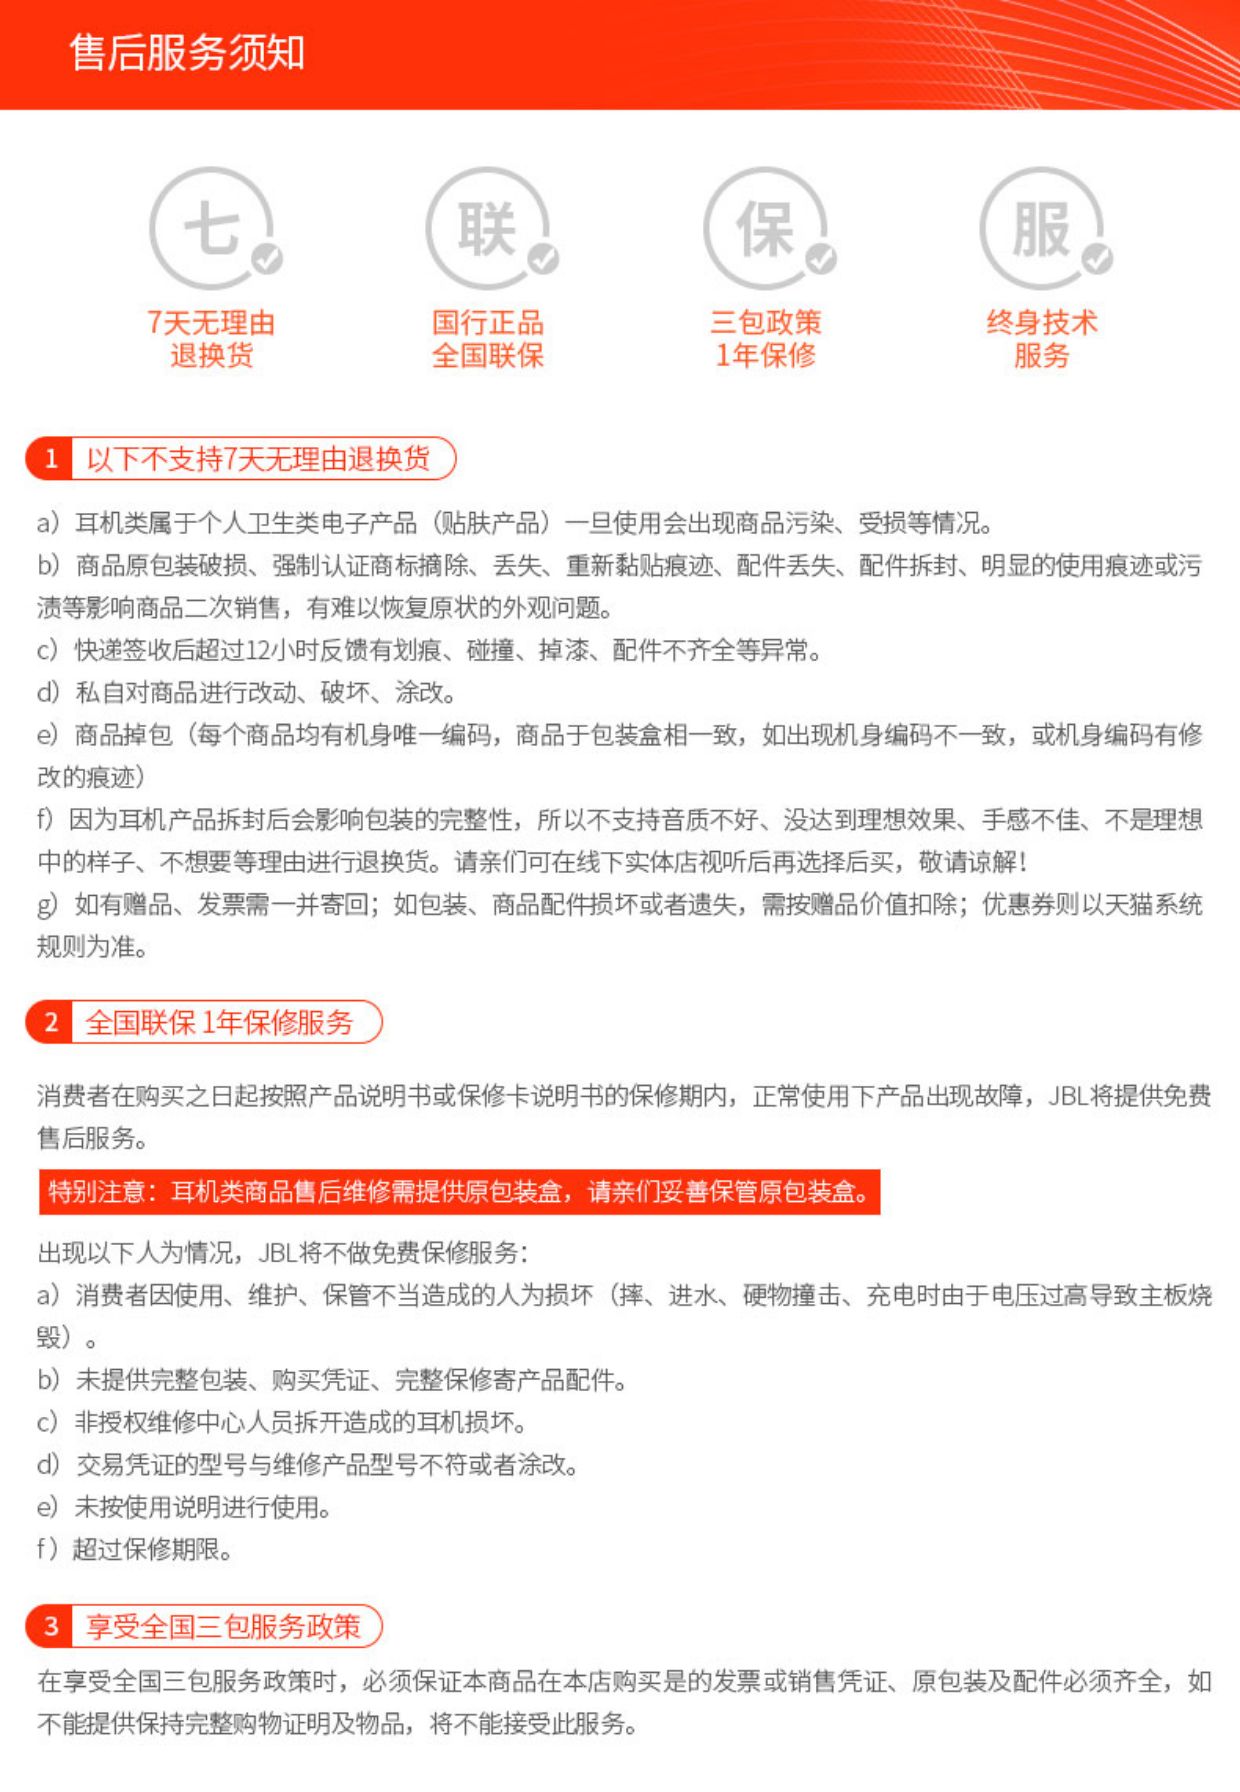 售后服务须知
七
联
保
服
7天无理由
退换货
国行正品
全国联保
三包政策
1年保修
终身技术
服务
1 以下不支持7天无理由退换货
a）耳机类属于个人卫生类电子产品（贴肤产品）一旦使用会出现商品污染、受损等情况。
b）商品原包装破损、强制认证商标摘除、丢失、重新黏贴痕迹、配件丢失、配件拆封、明显的使用痕迹或污
渍等影响商品二次销售，有难以恢复原状的外观问题。
c）快递签收后超过12小时反馈有划痕、碰撞、掉漆、配件不齐全等异常。
d）私自对商品进行改动、破坏、涂改。
e）商品掉包（每个商品均有机身唯一编码，商品于包装盒相一致，如出现机身编码不一致，或机身编码有修
改的痕迹）
f）因为耳机产品拆封后会影响包装的完整性，所以不支持音质不好、没达到理想效果、手感不佳、不是理想
中的样子、不想要等理由进行退换货。请亲们可在线下实体店视听后再选择后买，敬请谅解！
g）如有赠品、发票需一并寄回；如包装、商品配件损坏或者遗失，需按赠品价值扣除；优惠券则以天猫系统
规则为准。
2 全国联保 1年保修服务
消费者在购买之日起按照产品说明书或保修卡说明书的保修期内，正常使用下产品出现故障，JBL将提供免费
售后服务。
特别注意：耳机类商品售后维修需提供原包装盒，请亲们妥善保管原包装盒。
出现以下人为情况，JBL将不做免费保修服务：
a）消费者因使用、维护、保管不当造成的人为损坏（摔、进水、硬物撞击、充电时由于电压过高导致主板烧
毁）。
b）未提供完整包装、购买凭证、完整保修寄产品配件。
c）非授权维修中心人员拆开造成的耳机损坏。
d）交易凭证的型号与维修产品型号不符或者涂改。
e）未按使用说明进行使用。
f）超过保修期限。
3 享受全国三包服务政策
在享受全国三包服务政策时，必须保证本商品在本店购买是的发票或销售凭证、原包装及配件必须齐全，如
不能提供保持完整购物证明及物品，将不能接受此服务。